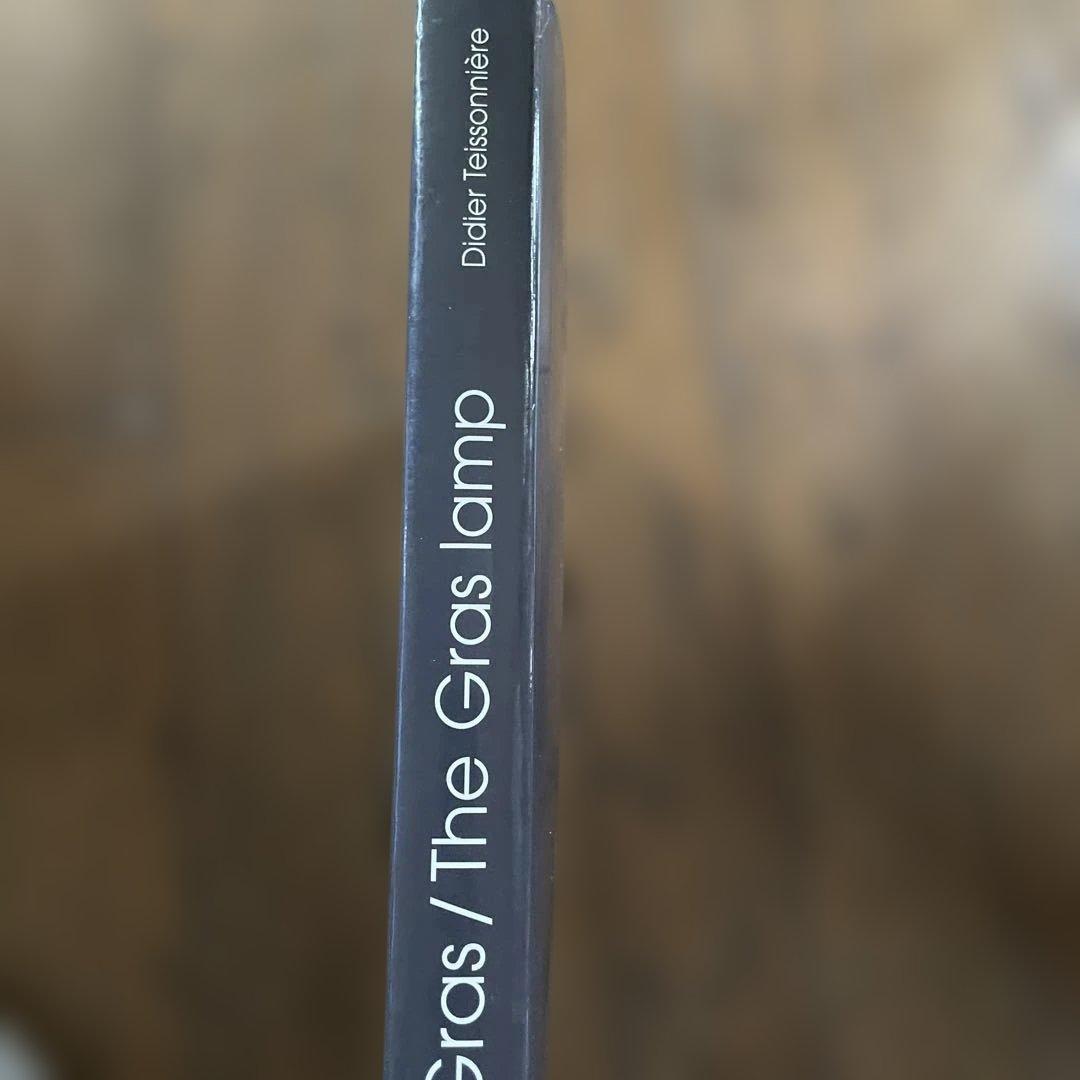 Gras / The Gras lamp
Didier Teissonnière